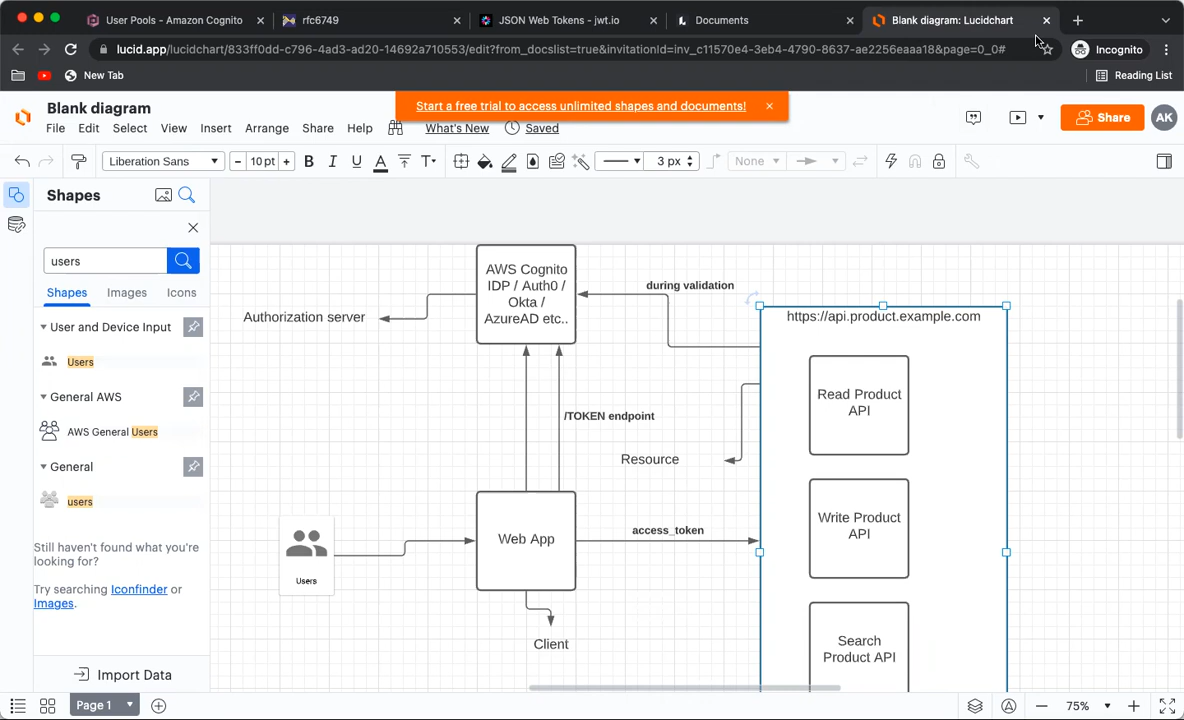 User Pools - Amazon Cognito
rfc6749
JSON Web Tokens - jwt.io
Documents
Blank diagram: Lucidchart
lucid.app/lucidchart/833ff0dd-c796-4ad3-ad20-14692a710553/edit?from_docslist=true&invitationId=inv_c11570e4-3eb4-4790-8637-ae2256eaaa18&page=0_0#
Incognito
New Tab
Reading List
Blank diagram
Start a free trial to access unlimited shapes and documents!
File Edit Select View Insert Arrange Share Help What's New Saved
Share
AK
Liberation Sans
10 pt
B I U A T
3 px
None
Shapes
users
Shapes Images Icons
User and Device Input
Users
General AWS
AWS General Users
General
users
Still haven't found what you're
looking for?
Try searching Iconfinder or
Images.
Import Data
AWS Cognito
IDP / Auth0 /
Okta /
AzureAD etc..
during validation
Authorization server
https://api.product.example.com
Read Product
API
/TOKEN endpoint
Resource
Write Product
API
access_token
Web App
Users
Client
Search
Product API
Page 1
75%